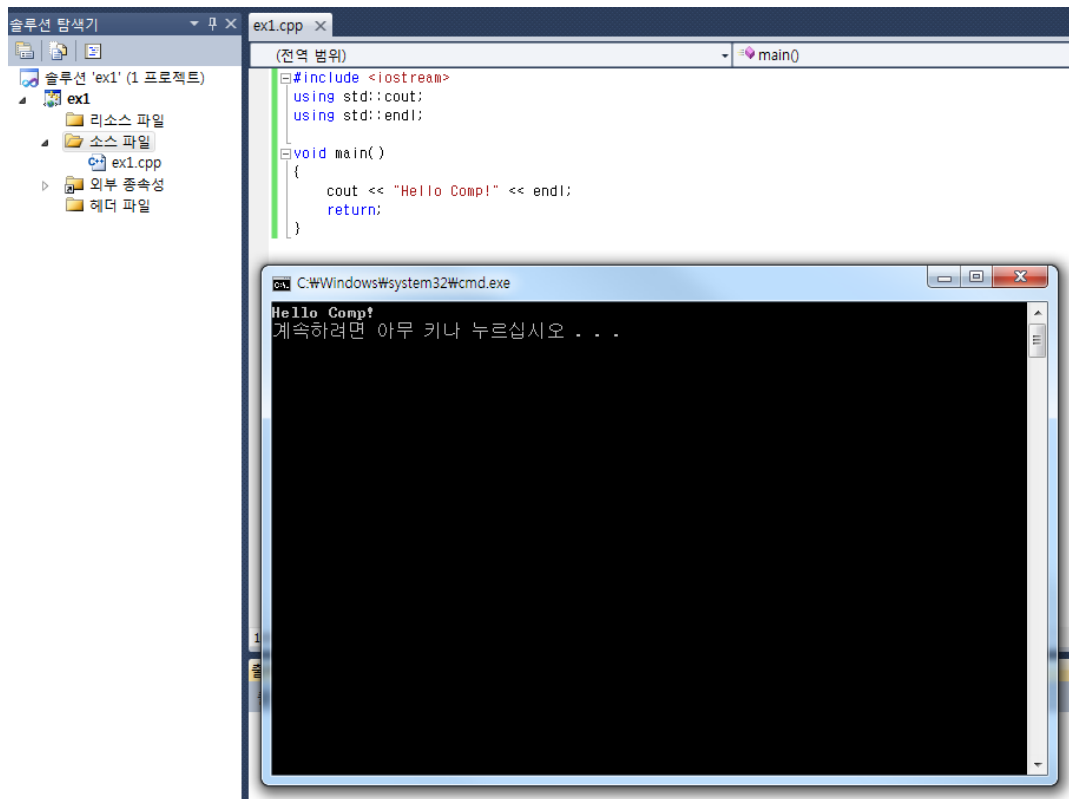 솔루션 탐색기
ex1.cpp
(전역 범위)
main()
솔루션 'ex1' (1 프로젝트)
ex1
리소스 파일
소스 파일
ex1.cpp
외부 종속성
헤더 파일
#include <iostream>
using std::cout;
using std::endl;
void main()
{
cout << "Hello Comp!" << endl;
return;
}
C:₩Windows₩system32₩cmd.exe
Hello Comp!
계속하려면 아무 키나 누르십시오 . . .
1